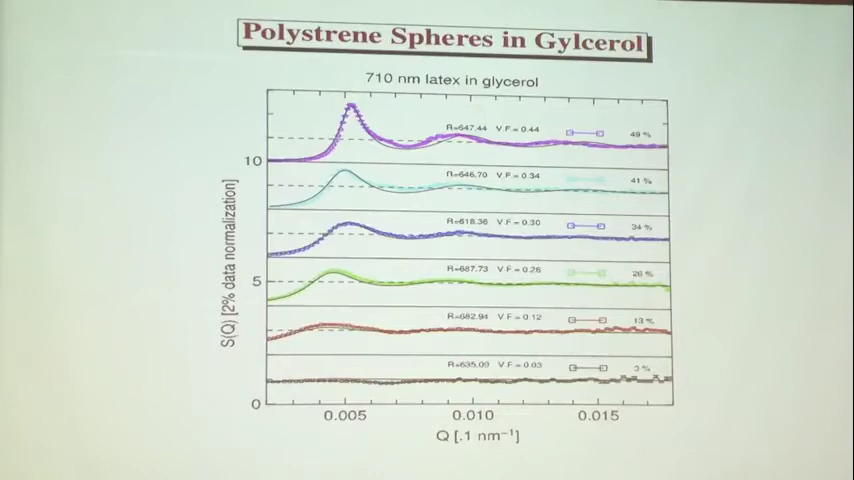 Polystrene Spheres in Gylcerol
710 nm latex in glycerol
R=647.44 V.F = 0.44 49 %
10
R=646.70 V.F = 0.34 41 %
R=618.36 V.F = 0.30 34 %
R=687.73 V.F = 0.26 26 %
5
R=682.94 V.F = 0.12 13 %
R=635.09 V.F = 0.03 3 %
0
S(Q) [2% data normalization]
0.005 0.010 0.015
Q [.1 nm⁻¹]